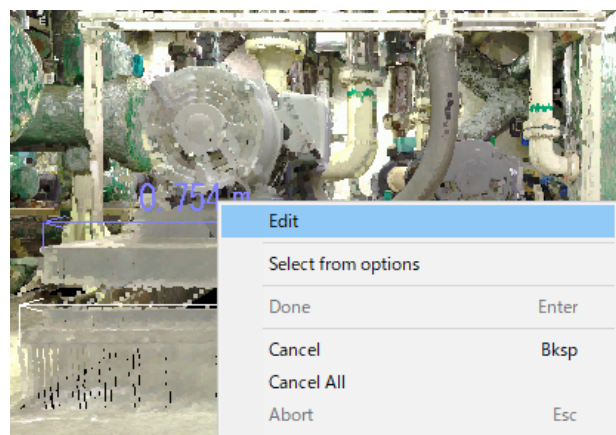 0.754 m
Edit
Select from options
Done Enter
Cancel Bksp
Cancel All
Abort Esc